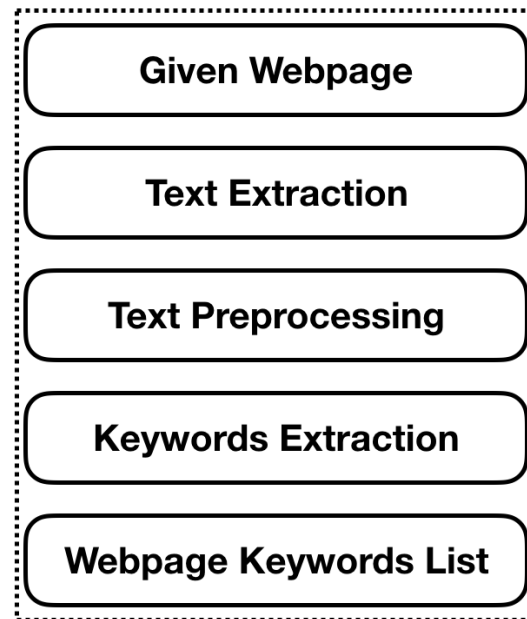 Given Webpage
Text Extraction
Text Preprocessing
Keywords Extraction
Webpage Keywords List